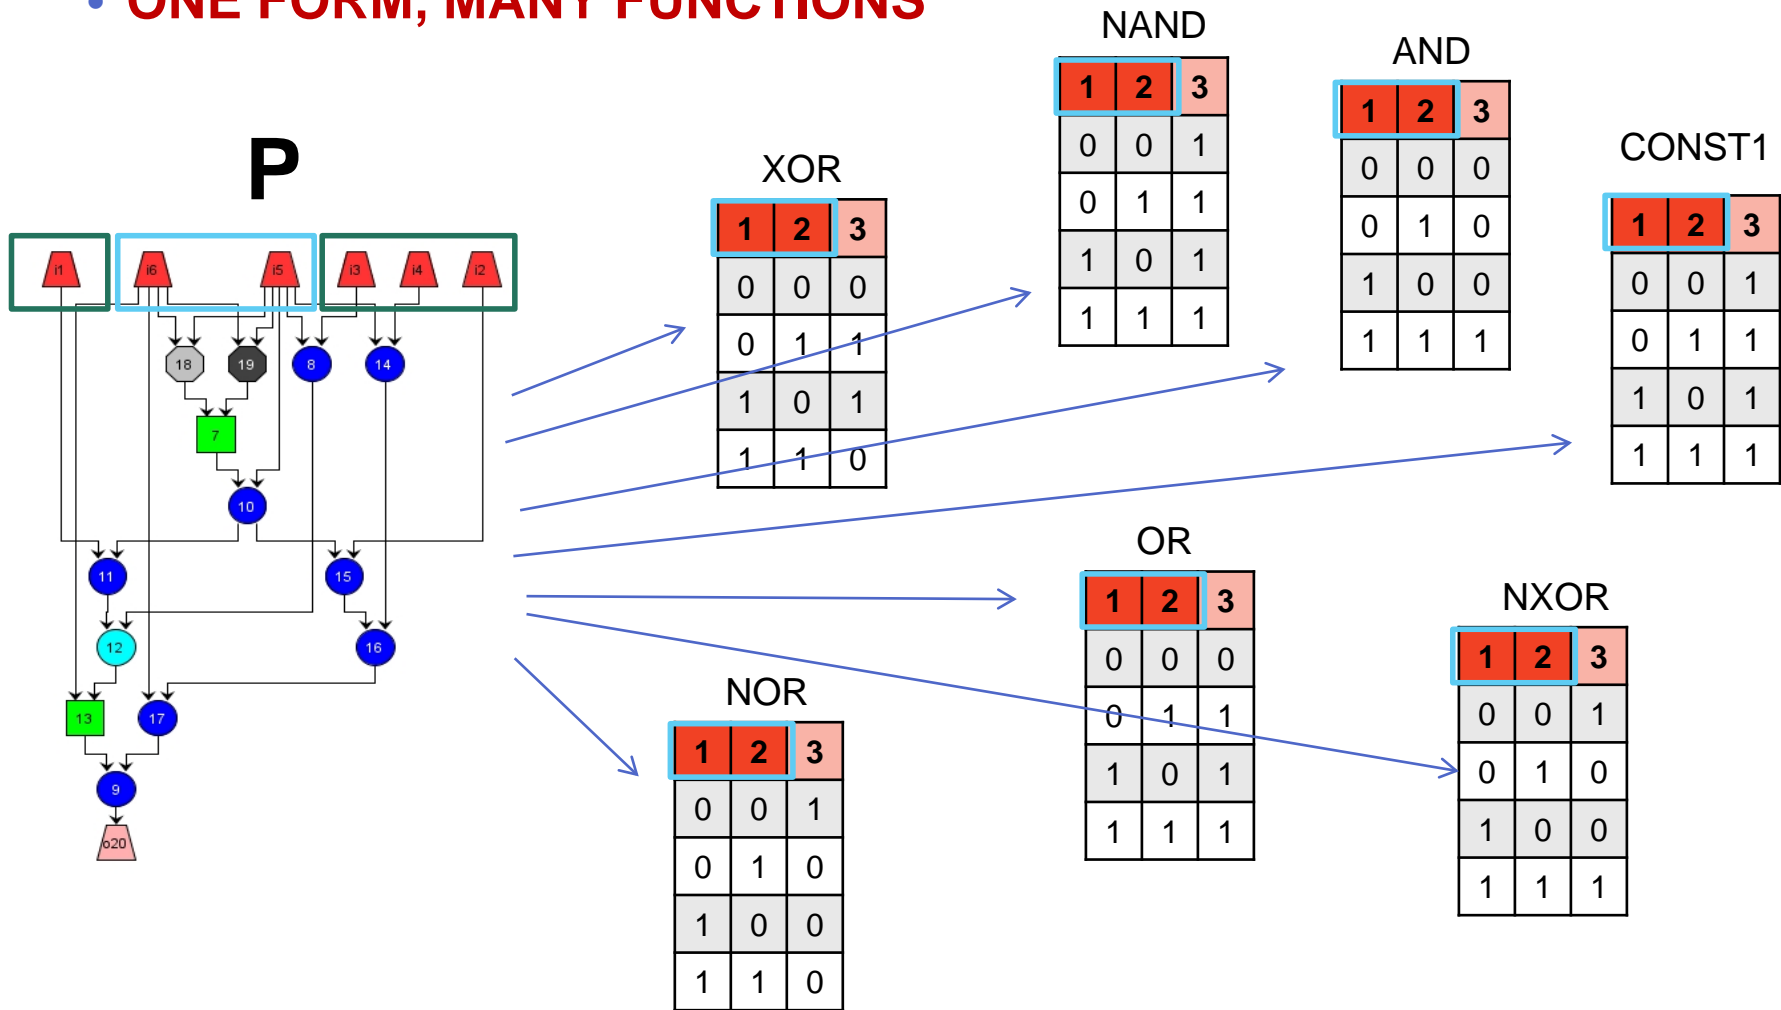 • ONE FORM, MANY FUNCTIONS
P
i1 i6 i5 i3 i4 i2
18 19 8 14
7
10
11 15
12 16
13 17
9
o20
XOR
1 2 3
0 0 0
0 1 1
1 0 1
1 1 0
NAND
1 2 3
0 0 1
0 1 1
1 0 1
1 1 1
AND
1 2 3
0 0 0
0 1 0
1 0 0
1 1 1
CONST1
1 2 3
0 0 1
0 1 1
1 0 1
1 1 1
NOR
1 2 3
0 0 1
0 1 0
1 0 0
1 1 0
OR
1 2 3
0 0 0
0 1 1
1 0 1
1 1 1
NXOR
1 2 3
0 0 1
0 1 0
1 0 0
1 1 1